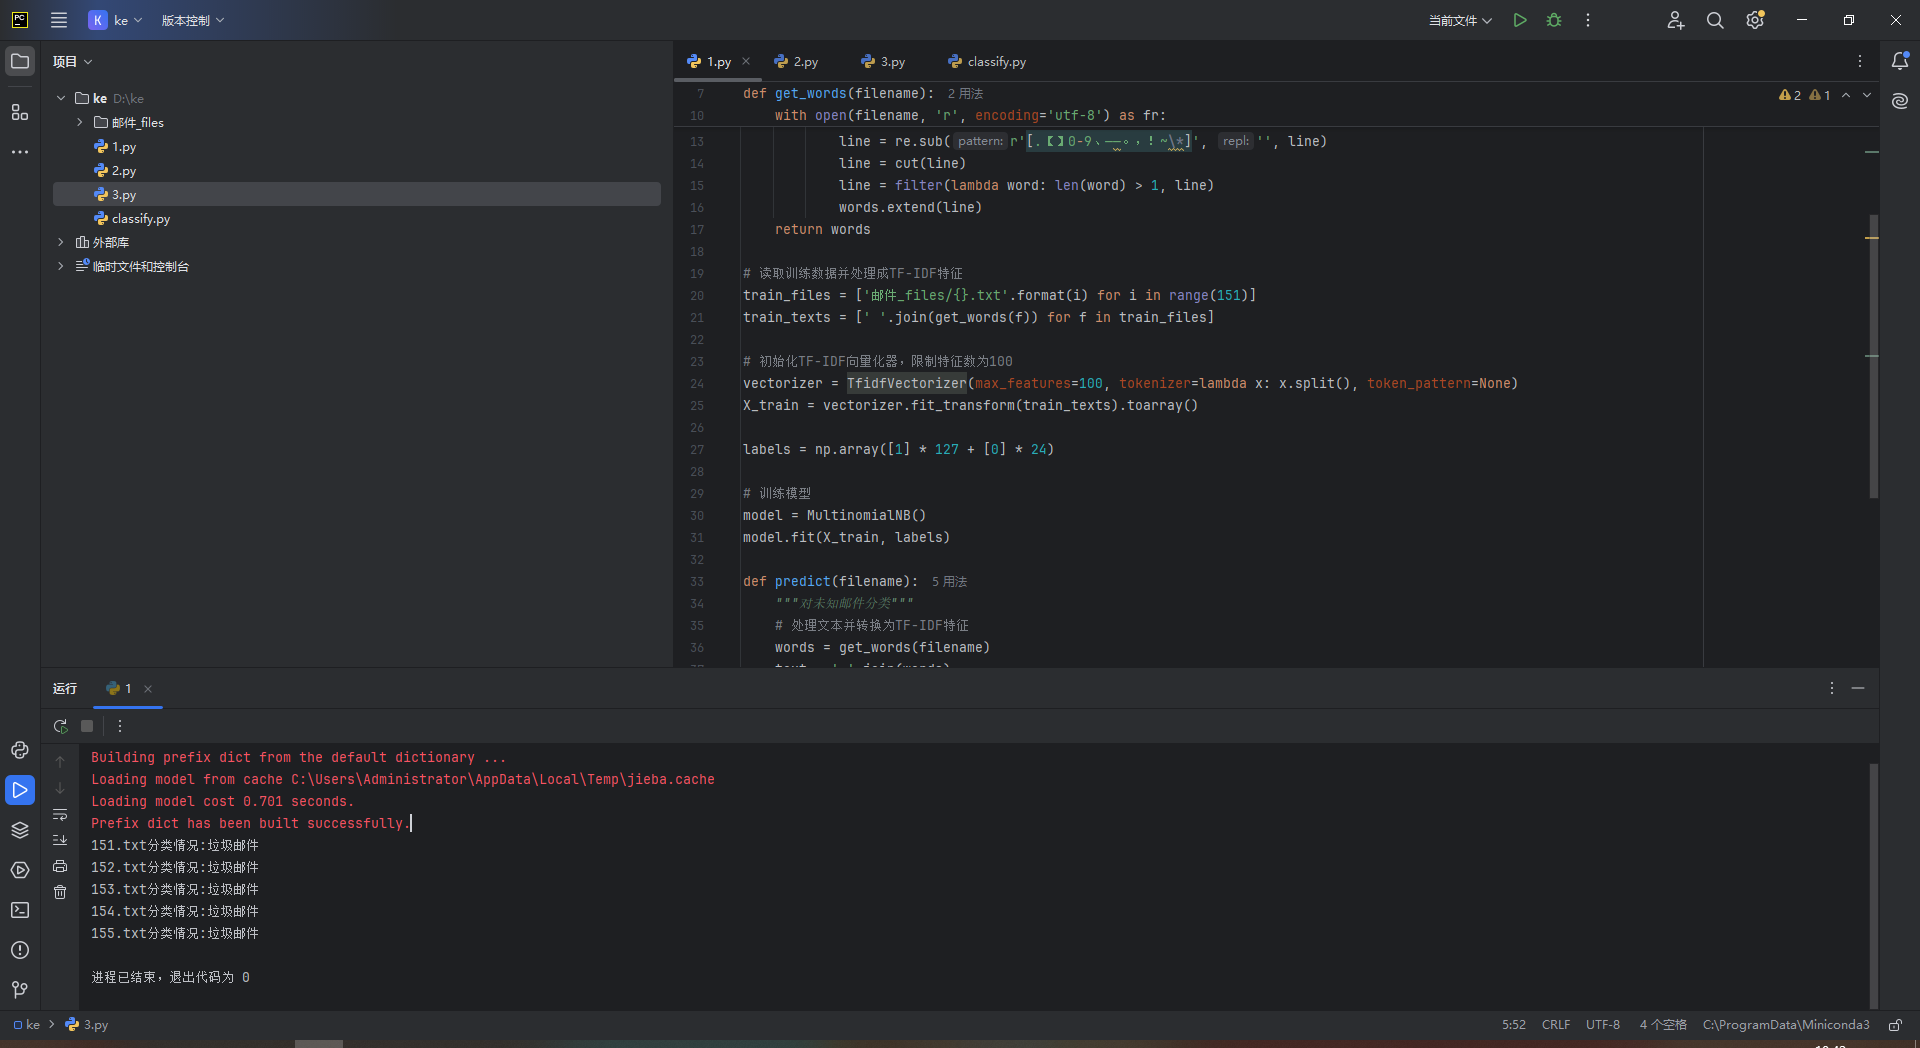 PC
K ke 版本控制
当前文件
项目
ke D:\ke
邮件_files
1.py
2.py
3.py
classify.py
外部库
临时文件和控制台
1.py
2.py
3.py
classify.py
2 1
7 def get_words(filename): 2 用法
10 with open(filename, 'r', encoding='utf-8') as fr:
13 line = re.sub( pattern: r'[.【】0-9、——。，！~\*]', repl: '', line)
14 line = cut(line)
15 line = filter(lambda word: len(word) > 1, line)
16 words.extend(line)
17 return words
18
19 # 读取训练数据并处理成TF-IDF特征
20 train_files = ['邮件_files/{}.txt'.format(i) for i in range(151)]
21 train_texts = [' '.join(get_words(f)) for f in train_files]
22
23 # 初始化TF-IDF向量化器，限制特征数为100
24 vectorizer = TfidfVectorizer(max_features=100, tokenizer=lambda x: x.split(), token_pattern=None)
25 X_train = vectorizer.fit_transform(train_texts).toarray()
26
27 labels = np.array([1] * 127 + [0] * 24)
28
29 # 训练模型
30 model = MultinomialNB()
31 model.fit(X_train, labels)
32
33 def predict(filename): 5 用法
34 """对未知邮件分类"""
35 # 处理文本并转换为TF-IDF特征
36 words = get_words(filename)
运行 1
Building prefix dict from the default dictionary ...
Loading model from cache C:\Users\Administrator\AppData\Local\Temp\jieba.cache
Loading model cost 0.701 seconds.
Prefix dict has been built successfully.
151.txt分类情况:垃圾邮件
152.txt分类情况:垃圾邮件
153.txt分类情况:垃圾邮件
154.txt分类情况:垃圾邮件
155.txt分类情况:垃圾邮件
进程已结束，退出代码为 0
ke 3.py
5:52 CRLF UTF-8 4 个空格 C:\ProgramData\Miniconda3